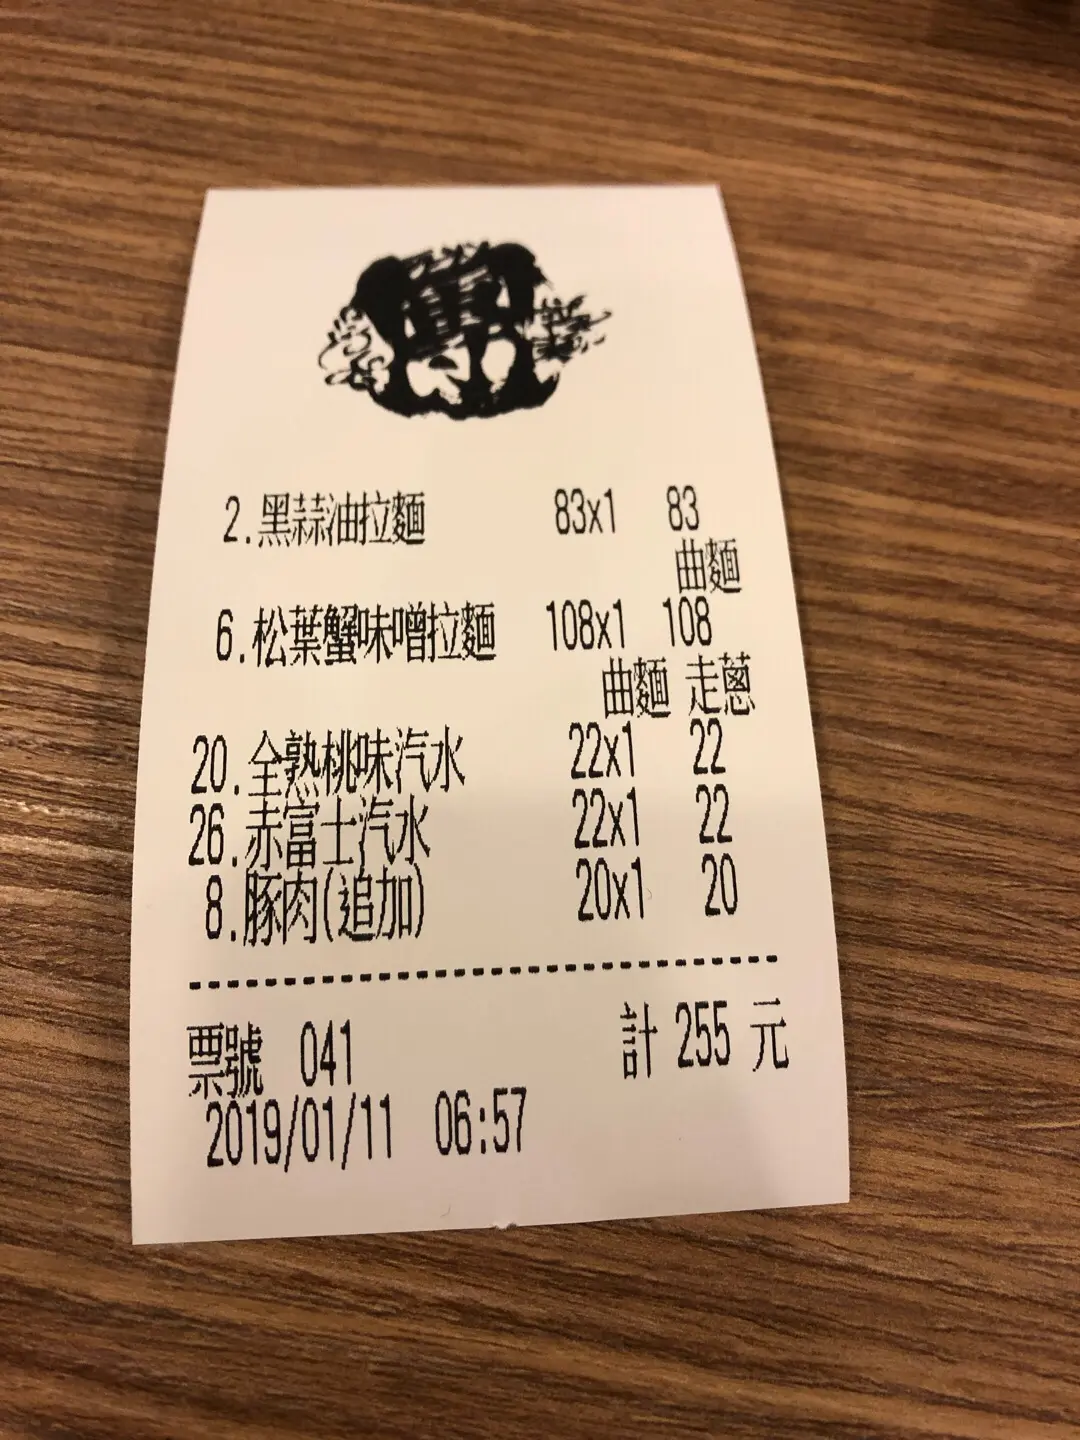 2.黑蒜油拉麵 83x1 83
曲麵
6.松葉蟹味噌拉麵 108x1 108
曲麵 走蔥
20.全熟桃味汽水 22x1 22
26.赤富士汽水 22x1 22
8.豚肉(追加) 20x1 20
票號 041 計 255 元
2019/01/11 06:57